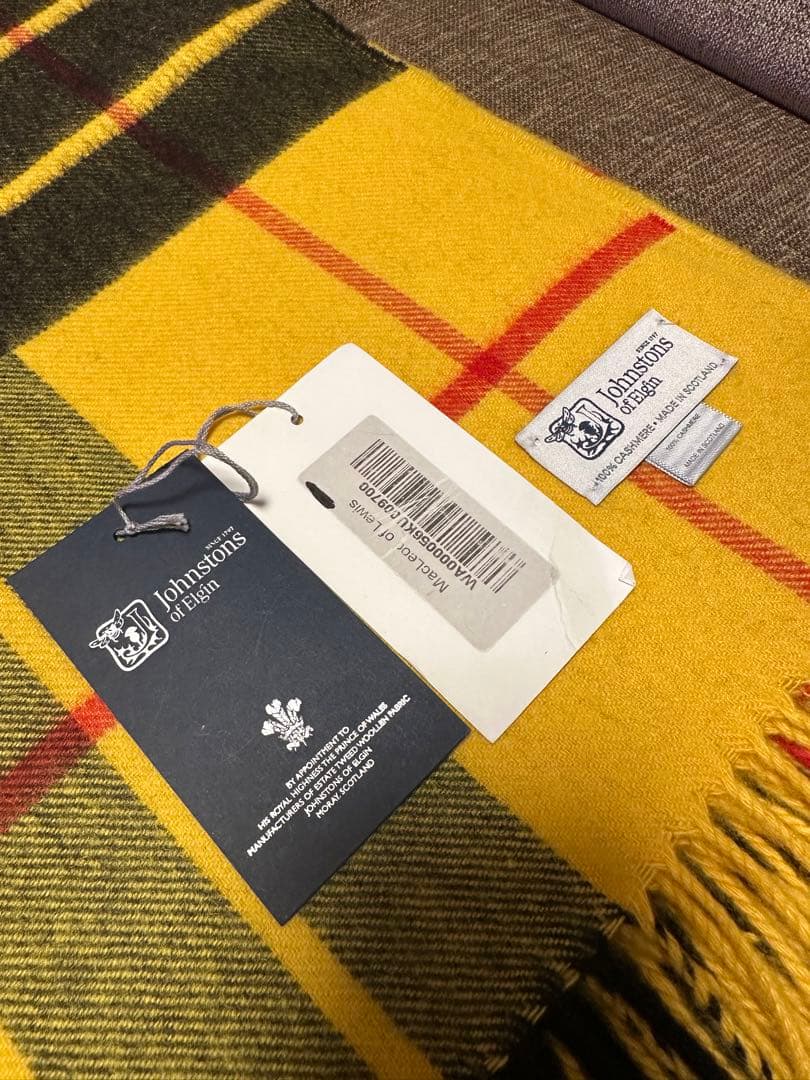 SINCE 1797
Johnstons
of Elgin
100% CASHMERE • MADE IN SCOTLAND
100% CASHMERE
MADE IN SCOTLAND
MacLeod of Lewis
SINCE 1797
Johnstons
of Elgin
BY APPOINTMENT TO
HIS ROYAL HIGHNESS THE PRINCE OF WALES
MANUFACTURERS OF ESTATE TWEED WOOLLEN FABRIC
JOHNSTONS OF ELGIN
MORAY, SCOTLAND